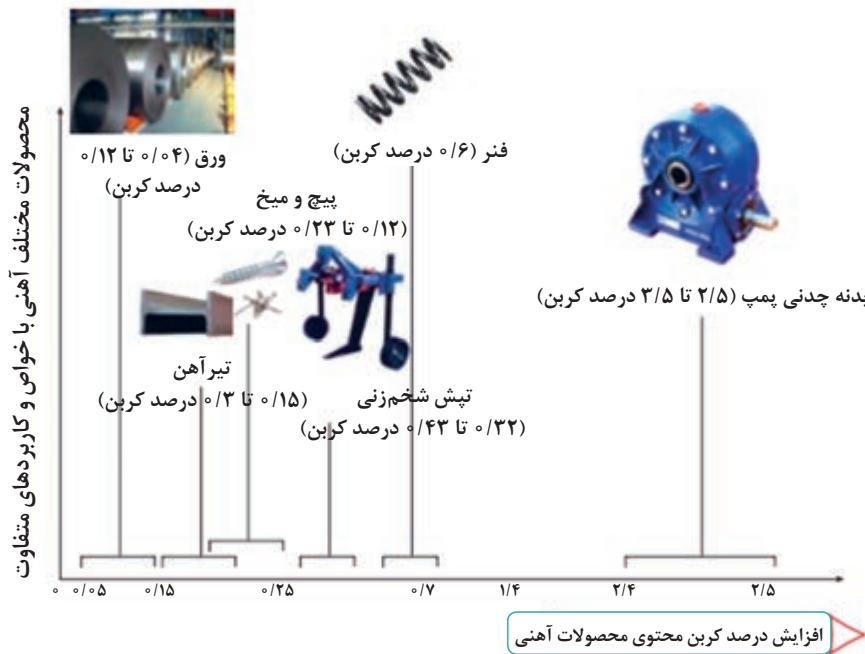 محصولات مختلف آهنی با خواص و کاربردهای متفاوت
ورق (۰/۰۴ تا ۰/۱۲
درصد کربن)
فنر (۰/۶ درصد کربن)
پیچ و میخ
(۰/۱۲ تا ۰/۲۳ درصد کربن)
بدنه چدنی پمپ (۲/۵ تا ۳/۵ درصد کربن)
تیرآهن
(۰/۱۵ تا ۰/۳ درصد کربن)
تپش شخم‌زنی
(۰/۳۲ تا ۰/۴۳ درصد کربن)
۰ ۰/۰۵ ۰/۱۵ ۰/۲۵ ۰/۷ ۱/۴ ۲/۴ ۲/۵
افزایش درصد کربن محتوی محصولات آهنی